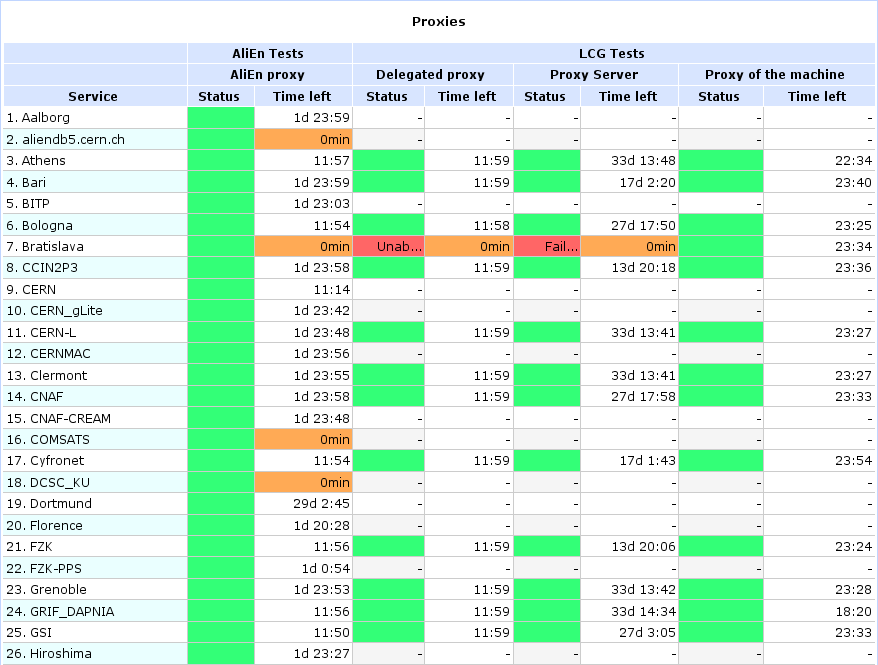 Proxies
AliEn Tests LCG Tests
AliEn proxy Delegated proxy Proxy Server Proxy of the machine
Service Status Time left Status Time left Status Time left Status Time left
1. Aalborg 1d 23:59 - - - - - -
2. aliendb5.cern.ch 0min - - - - - -
3. Athens 11:57 11:59 33d 13:48 22:34
4. Bari 1d 23:59 11:59 17d 2:20 23:40
5. BITP 1d 23:03 - - - - - -
6. Bologna 11:54 11:58 27d 17:50 23:25
7. Bratislava 0min Unab... 0min Fail... 0min 23:34
8. CCIN2P3 1d 23:58 11:59 13d 20:18 23:36
9. CERN 11:14 - - - - - -
10. CERN_gLite 1d 23:42 - - - - - -
11. CERN-L 1d 23:48 11:59 33d 13:41 23:27
12. CERNMAC 1d 23:56 - - - - - -
13. Clermont 1d 23:55 11:59 33d 13:41 23:27
14. CNAF 1d 23:58 11:59 27d 17:58 23:33
15. CNAF-CREAM 1d 23:48 - - - - - -
16. COMSATS 0min - - - - - -
17. Cyfronet 11:54 11:59 17d 1:43 23:54
18. DCSC_KU 0min - - - - - -
19. Dortmund 29d 2:45 - - - - - -
20. Florence 1d 20:28 - - - - - -
21. FZK 11:56 11:59 13d 20:06 23:24
22. FZK-PPS 1d 0:54 - - - - - -
23. Grenoble 1d 23:53 11:59 33d 13:42 23:28
24. GRIF_DAPNIA 11:56 11:59 33d 14:34 18:20
25. GSI 11:50 11:59 27d 3:05 23:33
26. Hiroshima 1d 23:27 - - - - - -